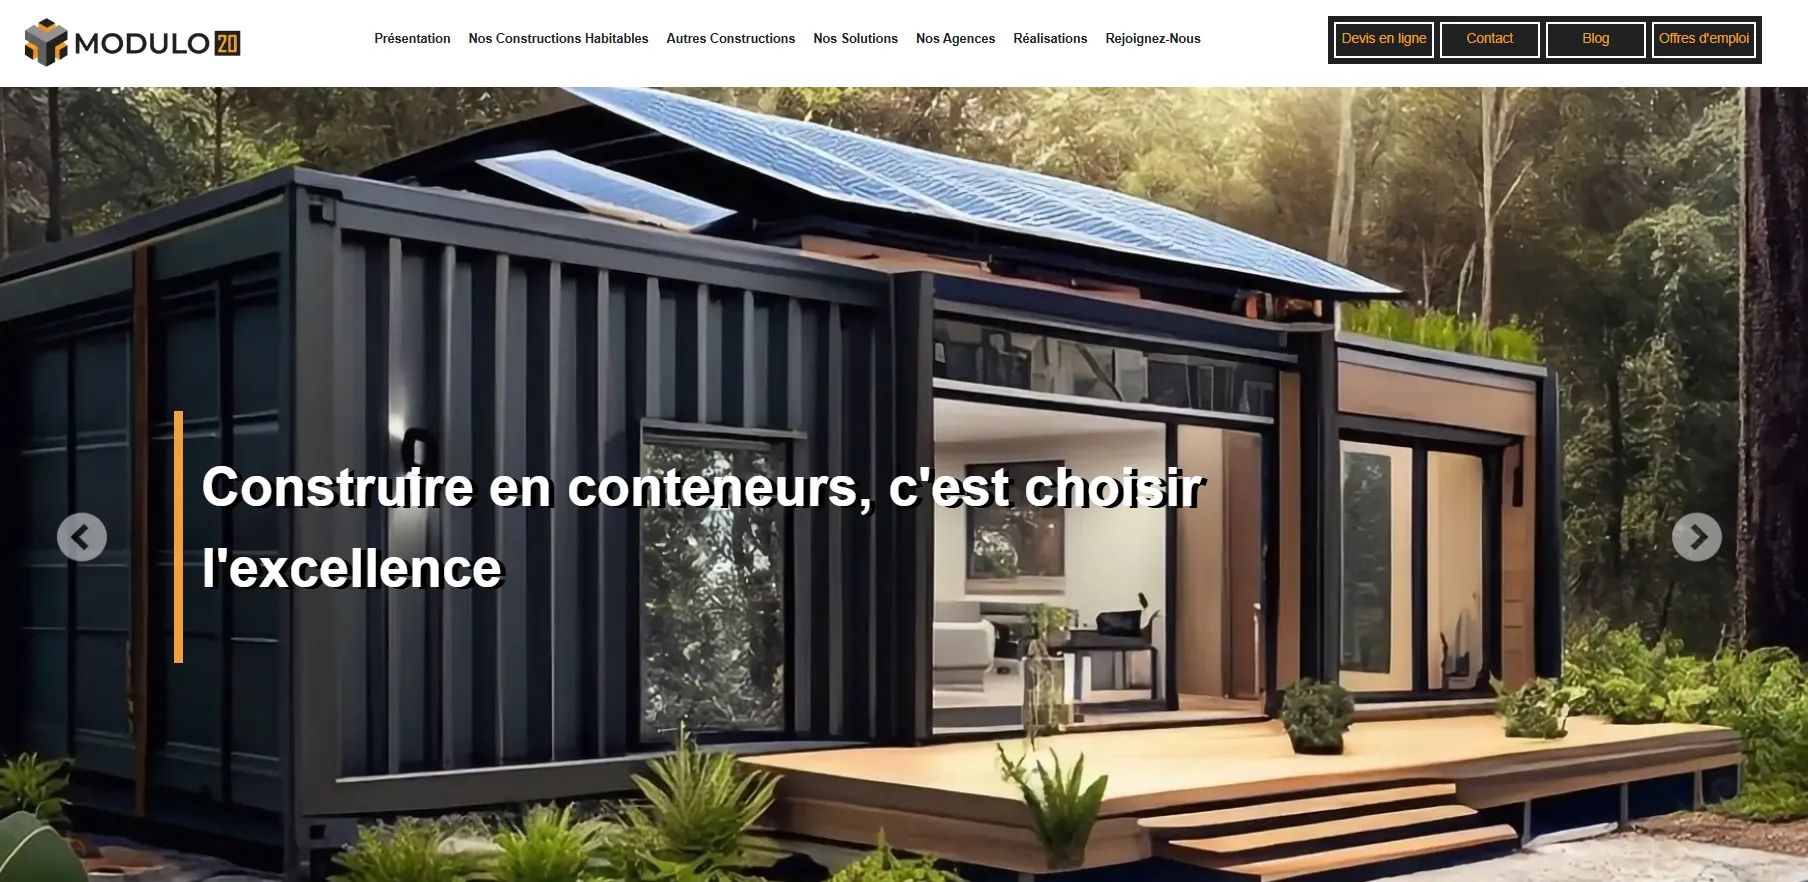 MODULO 20
Présentation Nos Constructions Habitables Autres Constructions Nos Solutions Nos Agences Réalisations Rejoignez-Nous
Devis en ligne Contact Blog Offres d'emploi
Construire en conteneurs, c'est choisir
l'excellence